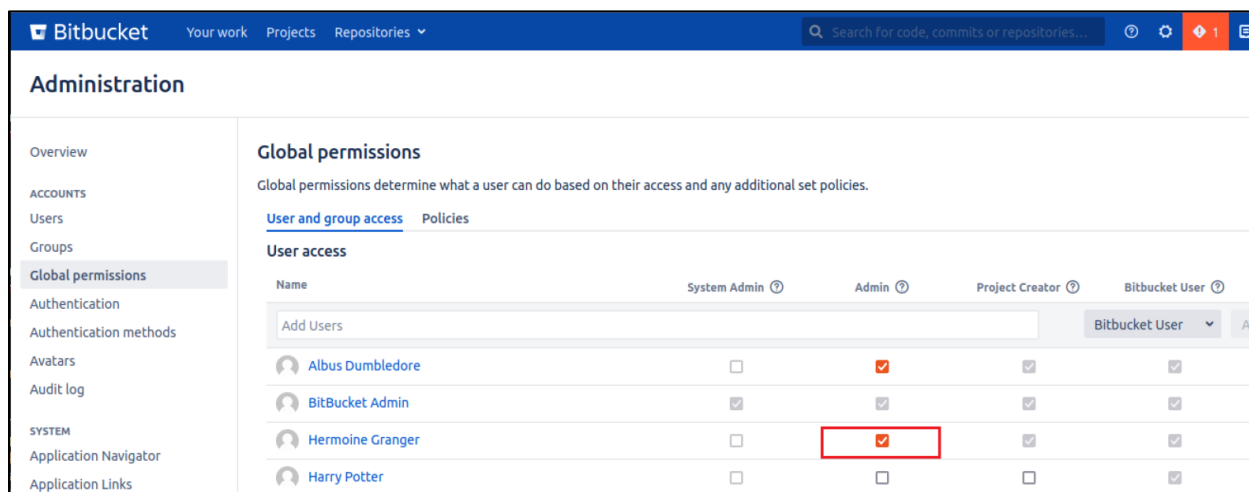 Bitbucket Your work Projects Repositories Search for code, commits or repositories... 1
Administration
Overview
ACCOUNTS
Users
Groups
Global permissions
Authentication
Authentication methods
Avatars
Audit log
SYSTEM
Application Navigator
Application Links
Global permissions
Global permissions determine what a user can do based on their access and any additional set policies.
User and group access Policies
User access
Name System Admin Admin Project Creator Bitbucket User
Add Users Bitbucket User
Albus Dumbledore
BitBucket Admin
Hermoine Granger
Harry Potter